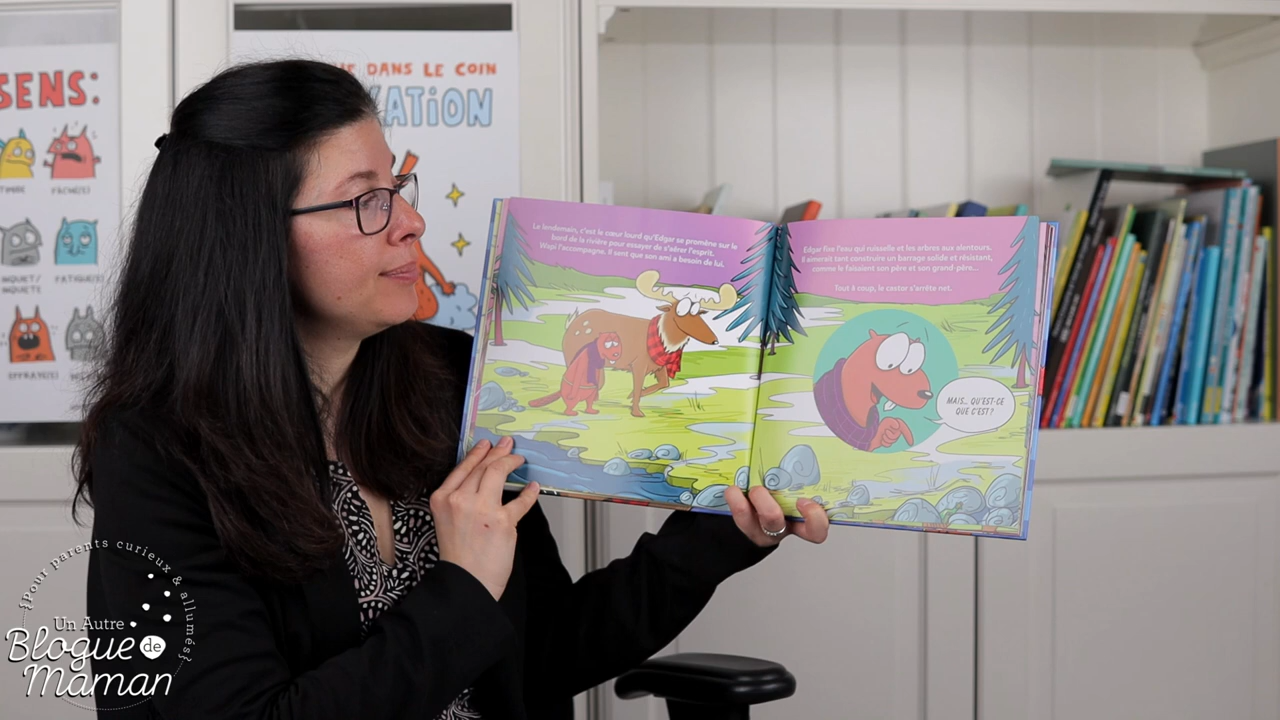 SENS:
FÂCHÉ(E)
INQUIET/
INQUIÈTE
FATIGUÉ(E)
EFFRAYÉ(E)
DANS LE COIN
Le lendemain, c'est le cœur lourd qu'Edgar se promène sur le
bord de la rivière pour essayer de s'aérer l'esprit.
Wapi l'accompagne. Il sent que son ami a besoin de lui.
Edgar fixe l'eau qui ruisselle et les arbres aux alentours.
Il aimerait tant construire un barrage solide et résistant,
comme le faisaient son père et son grand-père...
Tout à coup, le castor s'arrête net.
MAIS... QU'EST-CE
QUE C'EST?
{Pour parents curieux & allumés}
Un Autre
Blogue de
Maman